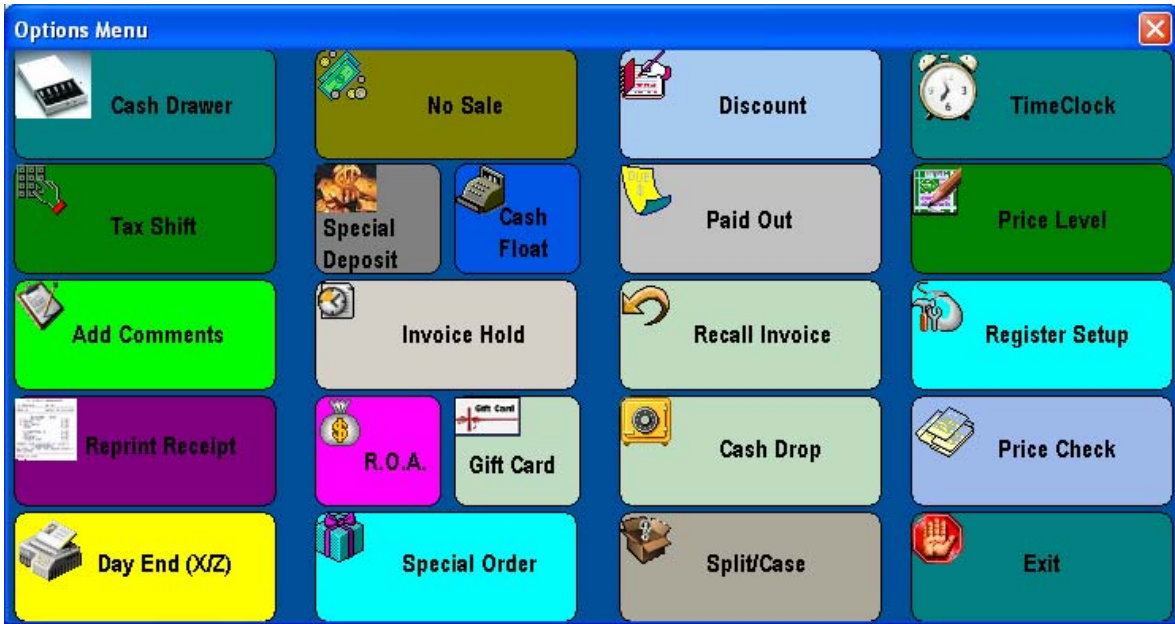 Options Menu
Cash Drawer
No Sale
Discount
TimeClock
Tax Shift
Special
Deposit
Cash
Float
Paid Out
Price Level
Add Comments
Invoice Hold
Recall Invoice
Register Setup
Reprint Receipt
R.O.A.
Gift Card
Gift Card
Cash Drop
Price Check
Day End (X/Z)
Special Order
Split/Case
Exit